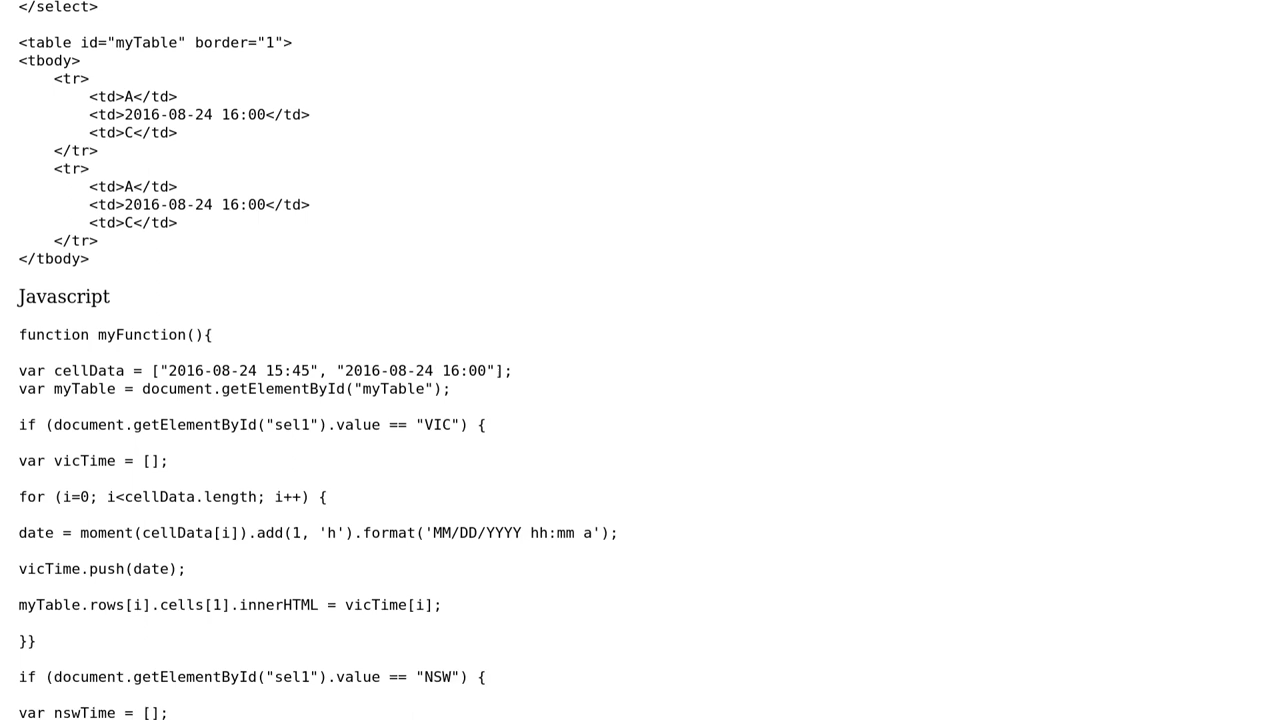 </select>
<table id="myTable" border="1">
<tbody>
    <tr>
        <td>A</td>
        <td>2016-08-24 16:00</td>
        <td>C</td>
    </tr>
    <tr>
        <td>A</td>
        <td>2016-08-24 16:00</td>
        <td>C</td>
    </tr>
</tbody>
Javascript
function myFunction(){
var cellData = ["2016-08-24 15:45", "2016-08-24 16:00"];
var myTable = document.getElementById("myTable");
if (document.getElementById("sel1").value == "VIC") {
var vicTime = [];
for (i=0; i<cellData.length; i++) {
date = moment(cellData[i]).add(1, 'h').format('MM/DD/YYYY hh:mm a');
vicTime.push(date);
myTable.rows[i].cells[1].innerHTML = vicTime[i];
}}
if (document.getElementById("sel1").value == "NSW") {
var nswTime = [];